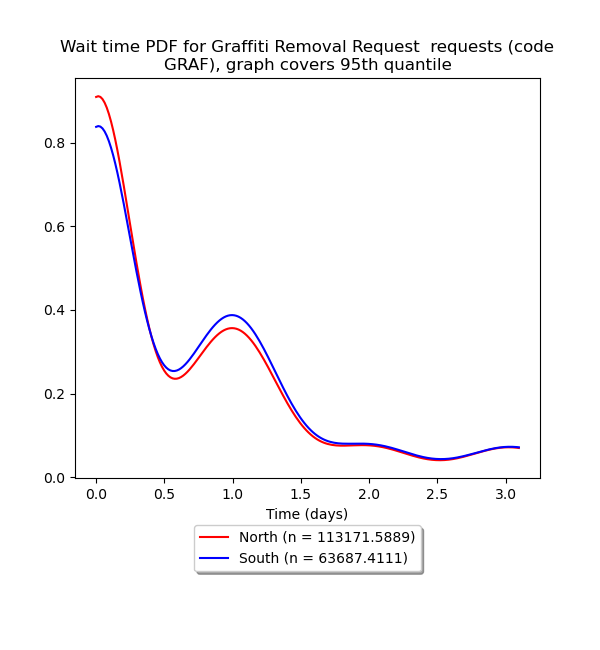 Wait time PDF for Graffiti Removal Request  requests (code
GRAF), graph covers 95th quantile
0.8
0.6
0.4
0.2
0.0
0.0 0.5 1.0 1.5 2.0 2.5 3.0
Time (days)
North (n = 113171.5889)
South (n = 63687.4111)